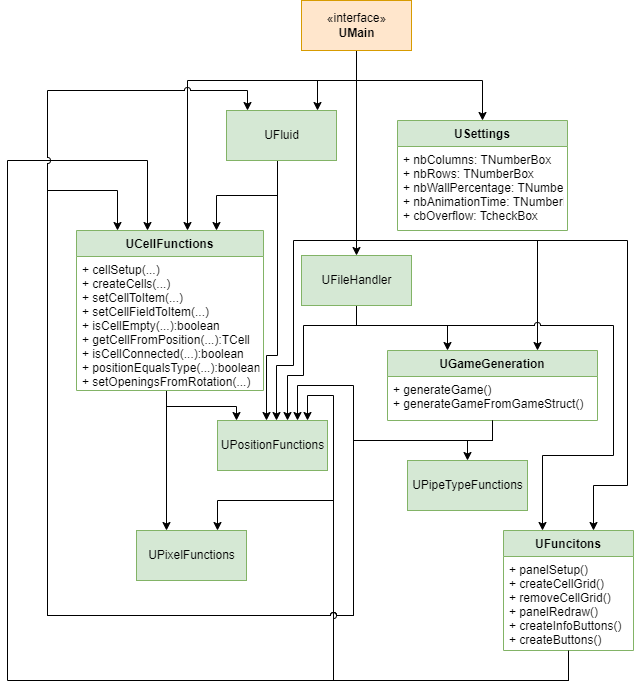 «interface»
UMain
UFluid
USettings
+ nbColumns: TNumberBox
+ nbRows: TNumberBox
+ nbWallPercentage: TNumbe
+ nbAnimationTime: TNumber
+ cbOverflow: TcheckBox
UCellFunctions
+ cellSetup(...)
+ createCells(...)
+ setCellToItem(...)
+ setCellFieldToItem(...)
+ isCellEmpty(...):boolean
+ getCellFromPosition(...):TCell
+ isCellConnected(...):boolean
+ positionEqualsType(...):boolean
+ setOpeningsFromRotation(...)
UFileHandler
UGameGeneration
+ generateGame()
+ generateGameFromGameStruct()
UPositionFunctions
UPipeTypeFunctions
UPixelFunctions
UFuncitons
+ panelSetup()
+ createCellGrid()
+ removeCellGrid()
+ panelRedraw()
+ createInfoButtons()
+ createButtons()